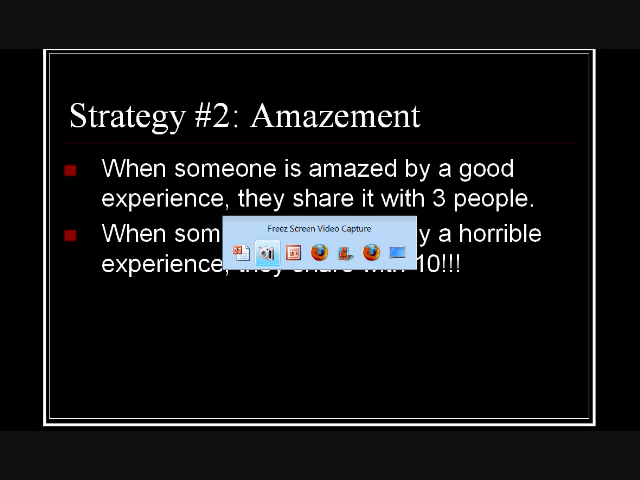 Strategy #2: Amazement
When someone is amazed by a good
experience, they share it with 3 people.
Freez Screen Video Capture
When som y a horrible
experience, they share with 10!!!